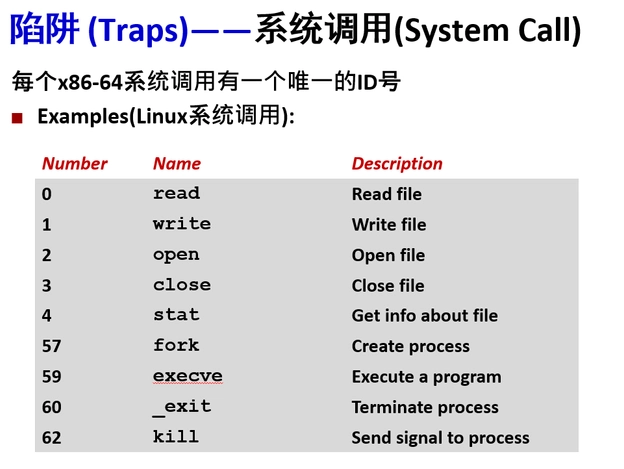 陷阱 (Traps)——系统调用(System Call)
每个x86-64系统调用有一个唯一的ID号
■ Examples(Linux系统调用):
Number Name Description
0 read Read file
1 write Write file
2 open Open file
3 close Close file
4 stat Get info about file
57 fork Create process
59 execve Execute a program
60 _exit Terminate process
62 kill Send signal to process